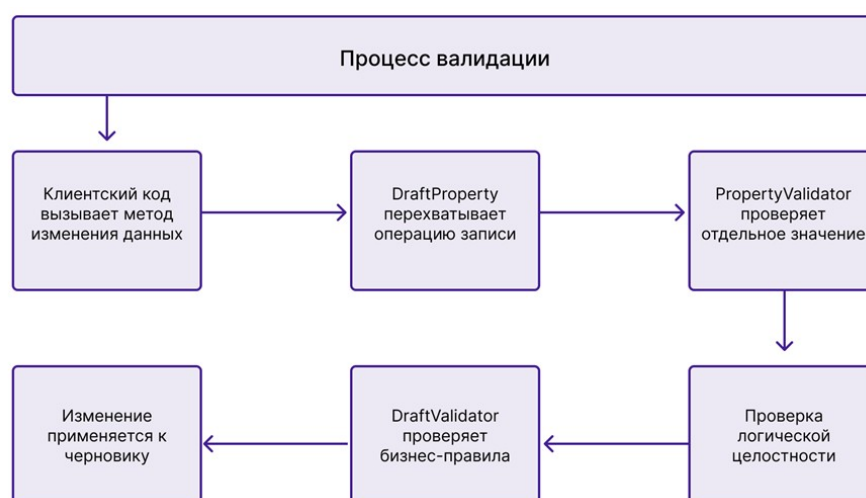 Процесс валидации
Клиентский код
вызывает метод
изменения данных
DraftProperty
перехватывает
операцию записи
PropertyValidator
проверяет
отдельное значение
Изменение
применяется к
черновику
DraftValidator
проверяет
бизнес-правила
Проверка
логической
целостности